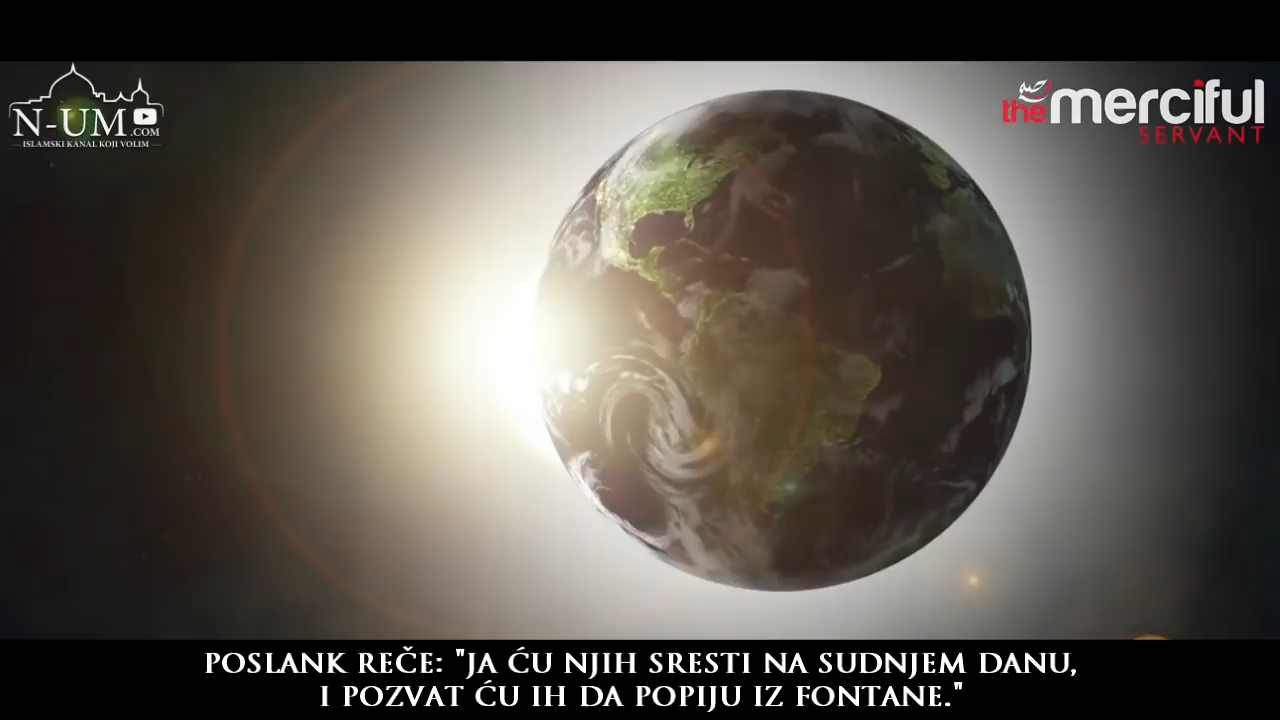 N-UM
.COM
ISLAMSKI KANAL KOJI VOLIM
the merciful
SERVANT
POSLANK REČE: "JA ĆU NJIH SRESTI NA SUDNJEM DANU,
I POZVAT ĆU IH DA POPIJU IZ FONTANE."